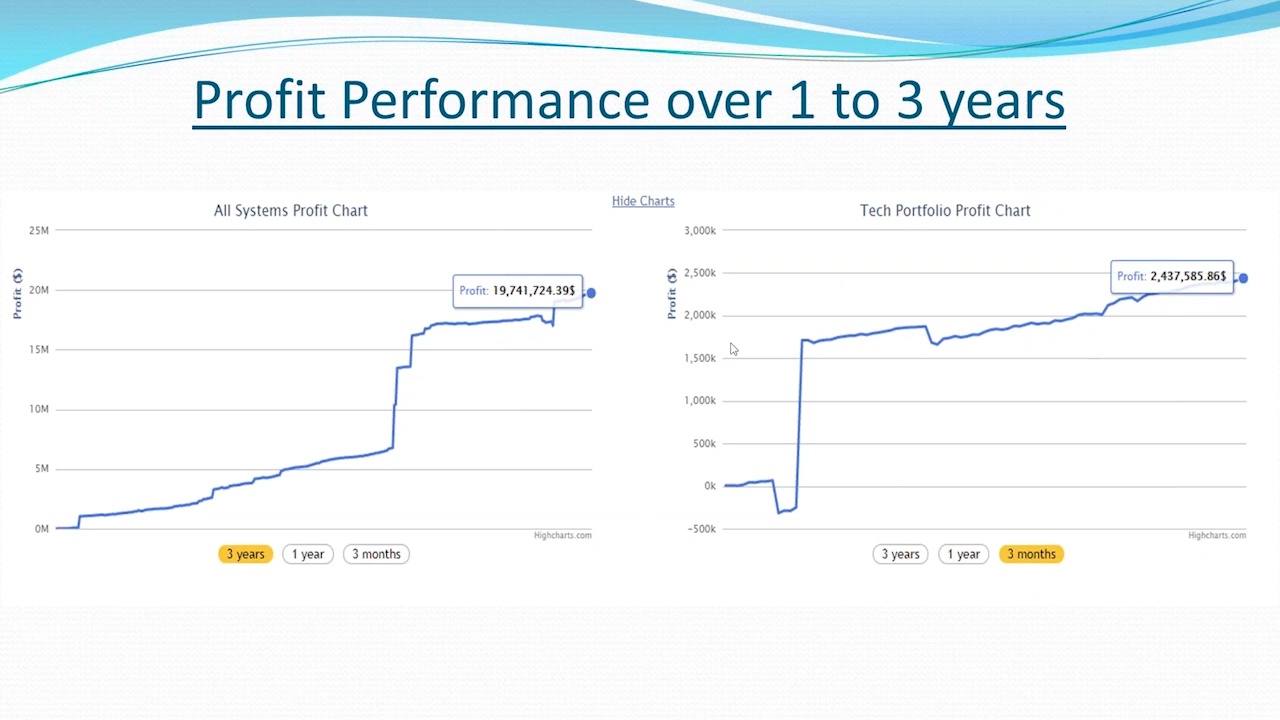 Profit Performance over 1 to 3 years
Hide Charts
All Systems Profit Chart
Profit ($)
25M
20M
15M
10M
5M
0M
Profit: 19,741,724.39$
Highcharts.com
3 years 1 year 3 months
Tech Portfolio Profit Chart
Profit ($)
3,000k
2,500k
2,000k
1,500k
1,000k
500k
0k
-500k
Profit: 2,437,585.86$
Highcharts.com
3 years 1 year 3 months